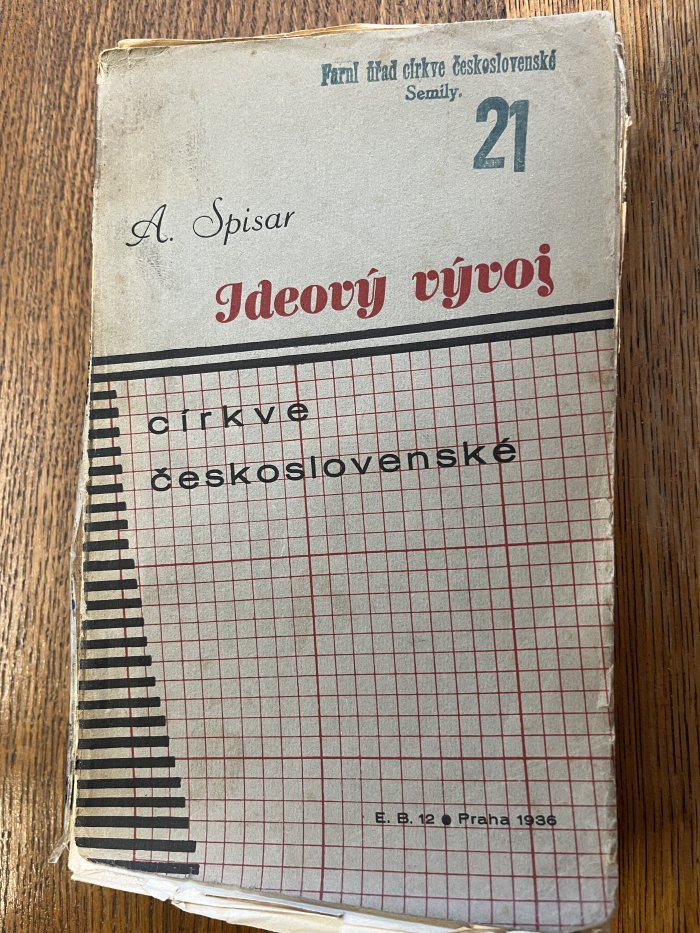 Farní úřad církve československé
Semily.
21
A. Spisar
Ideový vývoj
církve
československé
E. B. 12 ● Praha 1936